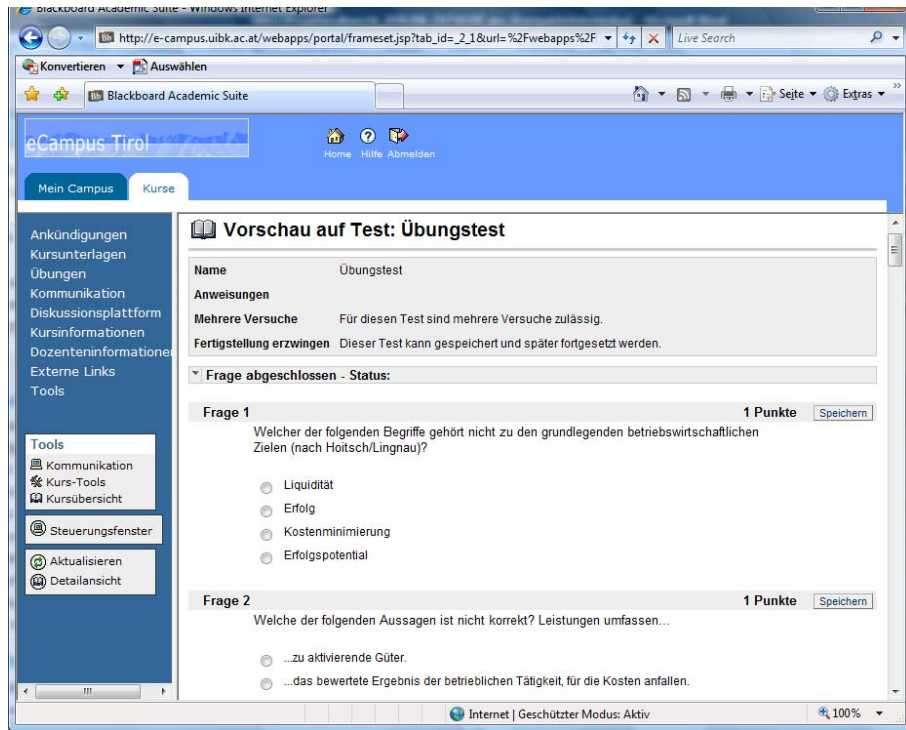 Blackboard Academic Suite - Windows Internet Explorer
http://e-campus.uibk.ac.at/webapps/portal/frameset.jsp?tab_id=_2_1&url=%2Fwebapps%2F
Live Search
Konvertieren Auswählen
Blackboard Academic Suite
Seite Extras
eCampus Tirol
Home Hilfe Abmelden
Mein Campus Kurse
Ankündigungen
Kursunterlagen
Übungen
Kommunikation
Diskussionsplattform
Kursinformationen
Dozenteninformationen
Externe Links
Tools
Tools
Kommunikation
Kurs-Tools
Kursübersicht
Steuerungsfenster
Aktualisieren
Detailansicht
Vorschau auf Test: Übungstest
Name Übungstest
Anweisungen
Mehrere Versuche Für diesen Test sind mehrere Versuche zulässig.
Fertigstellung erzwingen Dieser Test kann gespeichert und später fortgesetzt werden.
Frage abgeschlossen - Status:
Frage 1 1 Punkte Speichern
Welcher der folgenden Begriffe gehört nicht zu den grundlegenden betriebswirtschaftlichen
Zielen (nach Hoitsch/Lingnau)?
Liquidität
Erfolg
Kostenminimierung
Erfolgspotential
Frage 2 1 Punkte Speichern
Welche der folgenden Aussagen ist nicht korrekt? Leistungen umfassen…
...zu aktivierende Güter.
...das bewertete Ergebnis der betrieblichen Tätigkeit, für die Kosten anfallen.
Internet | Geschützter Modus: Aktiv 100%